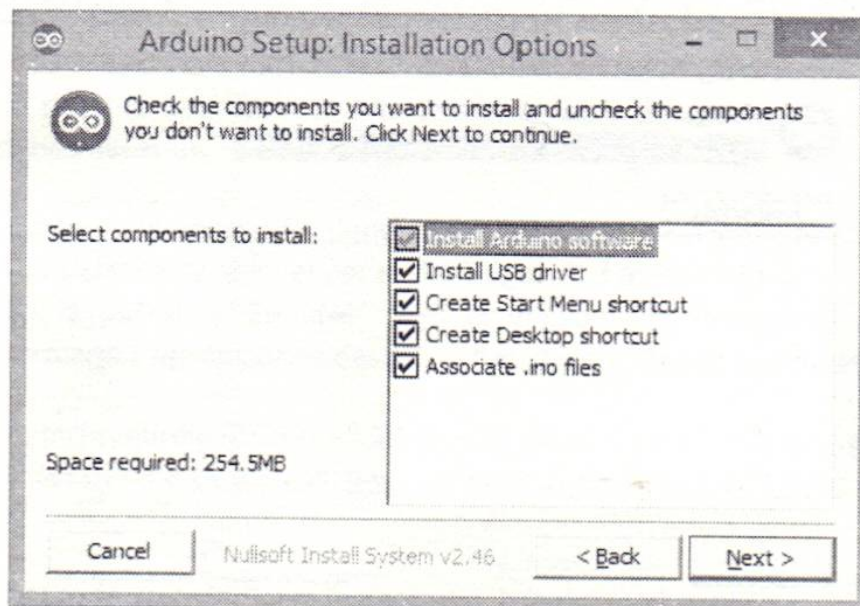 Arduino Setup: Installation Options
Check the components you want to install and uncheck the components
you don't want to install. Click Next to continue.
Select components to install:
Install Arduino software
Install USB driver
Create Start Menu shortcut
Create Desktop shortcut
Associate .ino files
Space required: 254.5MB
Cancel
Nullsoft Install System v2.46
< Back
Next >